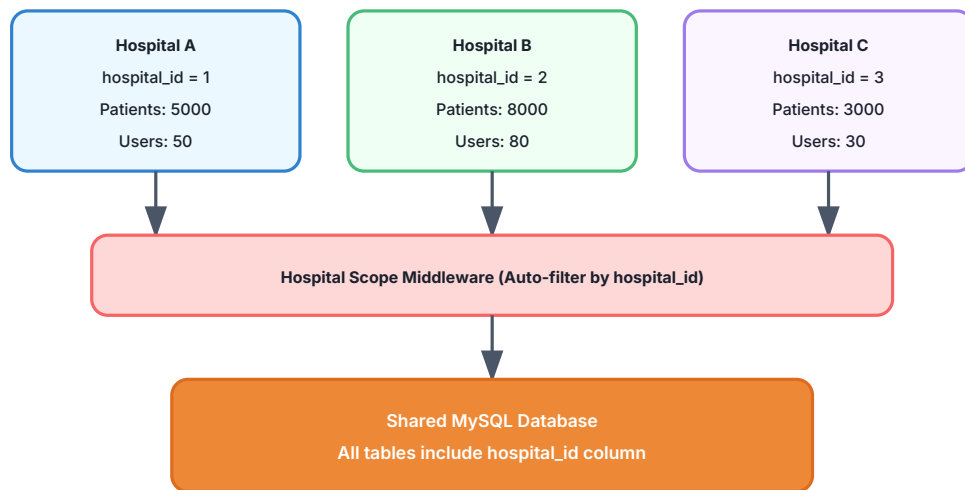 Hospital A
hospital_id = 1
Patients: 5000
Users: 50
Hospital B
hospital_id = 2
Patients: 8000
Users: 80
Hospital C
hospital_id = 3
Patients: 3000
Users: 30
Hospital Scope Middleware (Auto-filter by hospital_id)
Shared MySQL Database
All tables include hospital_id column